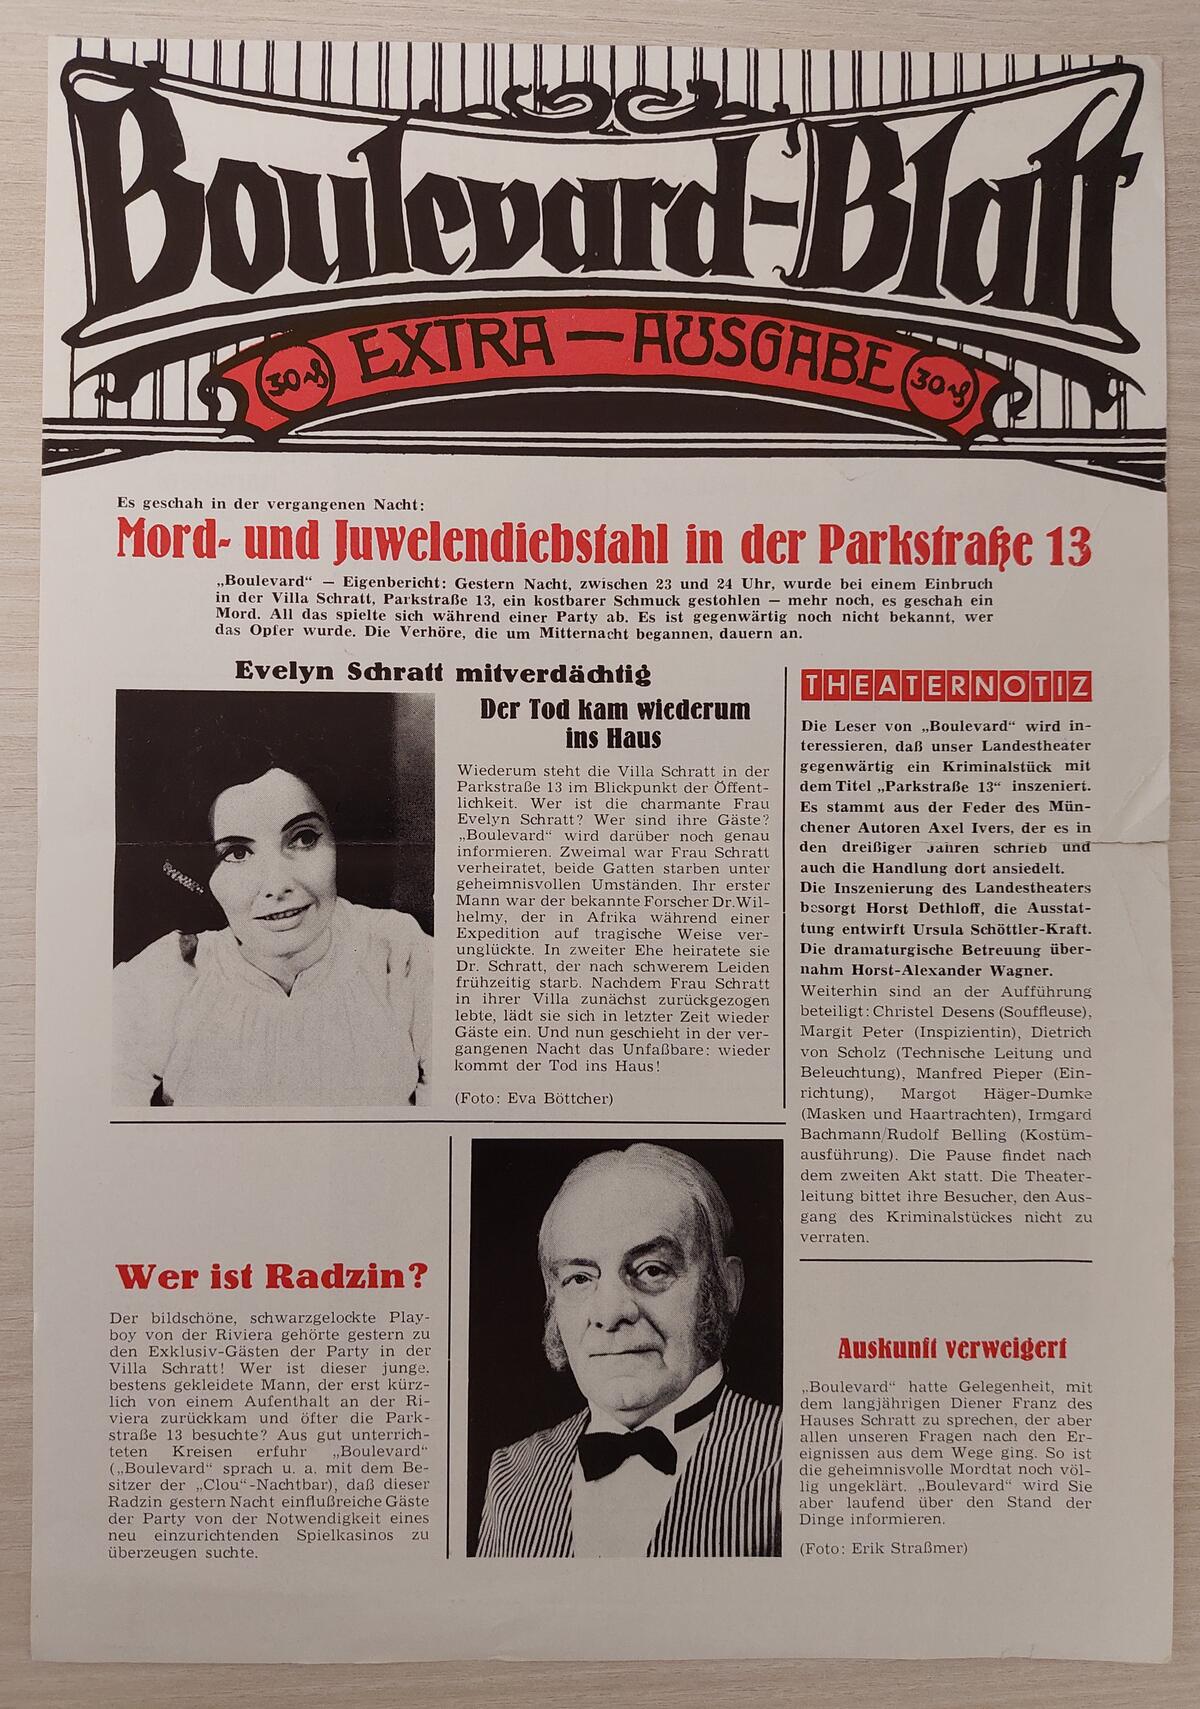 Boulevard-Blatt
30 ₰ EXTRA — AUSGABE 30 ₰
Es geschah in der vergangenen Nacht:
Mord- und Juwelendiebstahl in der Parkstraße 13
„Boulevard“ — Eigenbericht: Gestern Nacht, zwischen 23 und 24 Uhr, wurde bei einem Einbruch
in der Villa Schratt, Parkstraße 13, ein kostbarer Schmuck gestohlen — mehr noch, es geschah ein
Mord. All das spielte sich während einer Party ab. Es ist gegenwärtig noch nicht bekannt, wer
das Opfer wurde. Die Verhöre, die um Mitternacht begannen, dauern an.
Evelyn Schratt mitverdächtig
Der Tod kam wiederum
ins Haus
Wiederum steht die Villa Schratt in der
Parkstraße 13 im Blickpunkt der Öffent-
lichkeit. Wer ist die charmante Frau
Evelyn Schratt? Wer sind ihre Gäste?
„Boulevard“ wird darüber noch genau
informieren. Zweimal war Frau Schratt
verheiratet, beide Gatten starben unter
geheimnisvollen Umständen. Ihr erster
Mann war der bekannte Forscher Dr. Wil-
helmy, der in Afrika während einer
Expedition auf tragische Weise ver-
unglückte. In zweiter Ehe heiratete sie
Dr. Schratt, der nach schwerem Leiden
frühzeitig starb. Nachdem Frau Schratt
in ihrer Villa zunächst zurückgezogen
lebte, lädt sie sich in letzter Zeit wieder
Gäste ein. Und nun geschieht in der ver-
gangenen Nacht das Unfaßbare: wieder
kommt der Tod ins Haus!
(Foto: Eva Böttcher)
THEATERNOTIZ
Die Leser von „Boulevard“ wird in-
teressieren, daß unser Landestheater
gegenwärtig ein Kriminalstück mit
dem Titel „Parkstraße 13“ inszeniert.
Es stammt aus der Feder des Mün-
chener Autoren Axel Ivers, der es in
den dreißiger Jahren schrieb und
auch die Handlung dort ansiedelt.
Die Inszenierung des Landestheaters
besorgt Horst Dethloff, die Ausstat-
tung entwirft Ursula Schöttler-Kraft.
Die dramaturgische Betreuung über-
nahm Horst-Alexander Wagner.
Weiterhin sind an der Aufführung
beteiligt: Christel Desens (Souffleuse),
Margit Peter (Inspizientin), Dietrich
von Scholz (Technische Leitung und
Beleuchtung), Manfred Pieper (Ein-
richtung), Margot Häger-Dumke
(Masken und Haartrachten), Irmgard
Bachmann/Rudolf Belling (Kostüm-
ausführung). Die Pause findet nach
dem zweiten Akt statt. Die Theater-
leitung bittet ihre Besucher, den Aus-
gang des Kriminalstückes nicht zu
verraten.
Wer ist Radzin?
Der bildschöne, schwarzgelockte Play-
boy von der Riviera gehörte gestern zu
den Exklusiv-Gästen der Party in der
Villa Schratt! Wer ist dieser junge,
bestens gekleidete Mann, der erst kürz-
lich von einem Aufenthalt an der Ri-
viera zurückkam und öfter die Park-
straße 13 besuchte? Aus gut unterrich-
teten Kreisen erfuhr „Boulevard“
(„Boulevard“ sprach u. a. mit dem Be-
sitzer der „Clou“-Nachtbar), daß dieser
Radzin gestern Nacht einflußreiche Gäste
der Party von der Notwendigkeit eines
neu einzurichtenden Spielkasinos zu
überzeugen suchte.
Auskunft verweigert
„Boulevard“ hatte Gelegenheit, mit
dem langjährigen Diener Franz des
Hauses Schratt zu sprechen, der aber
allen unseren Fragen nach den Er-
eignissen aus dem Wege ging. So ist
die geheimnisvolle Mordtat noch völ-
lig ungeklärt. „Boulevard“ wird Sie
aber laufend über den Stand der
Dinge informieren.
(Foto: Erik Straßmer)